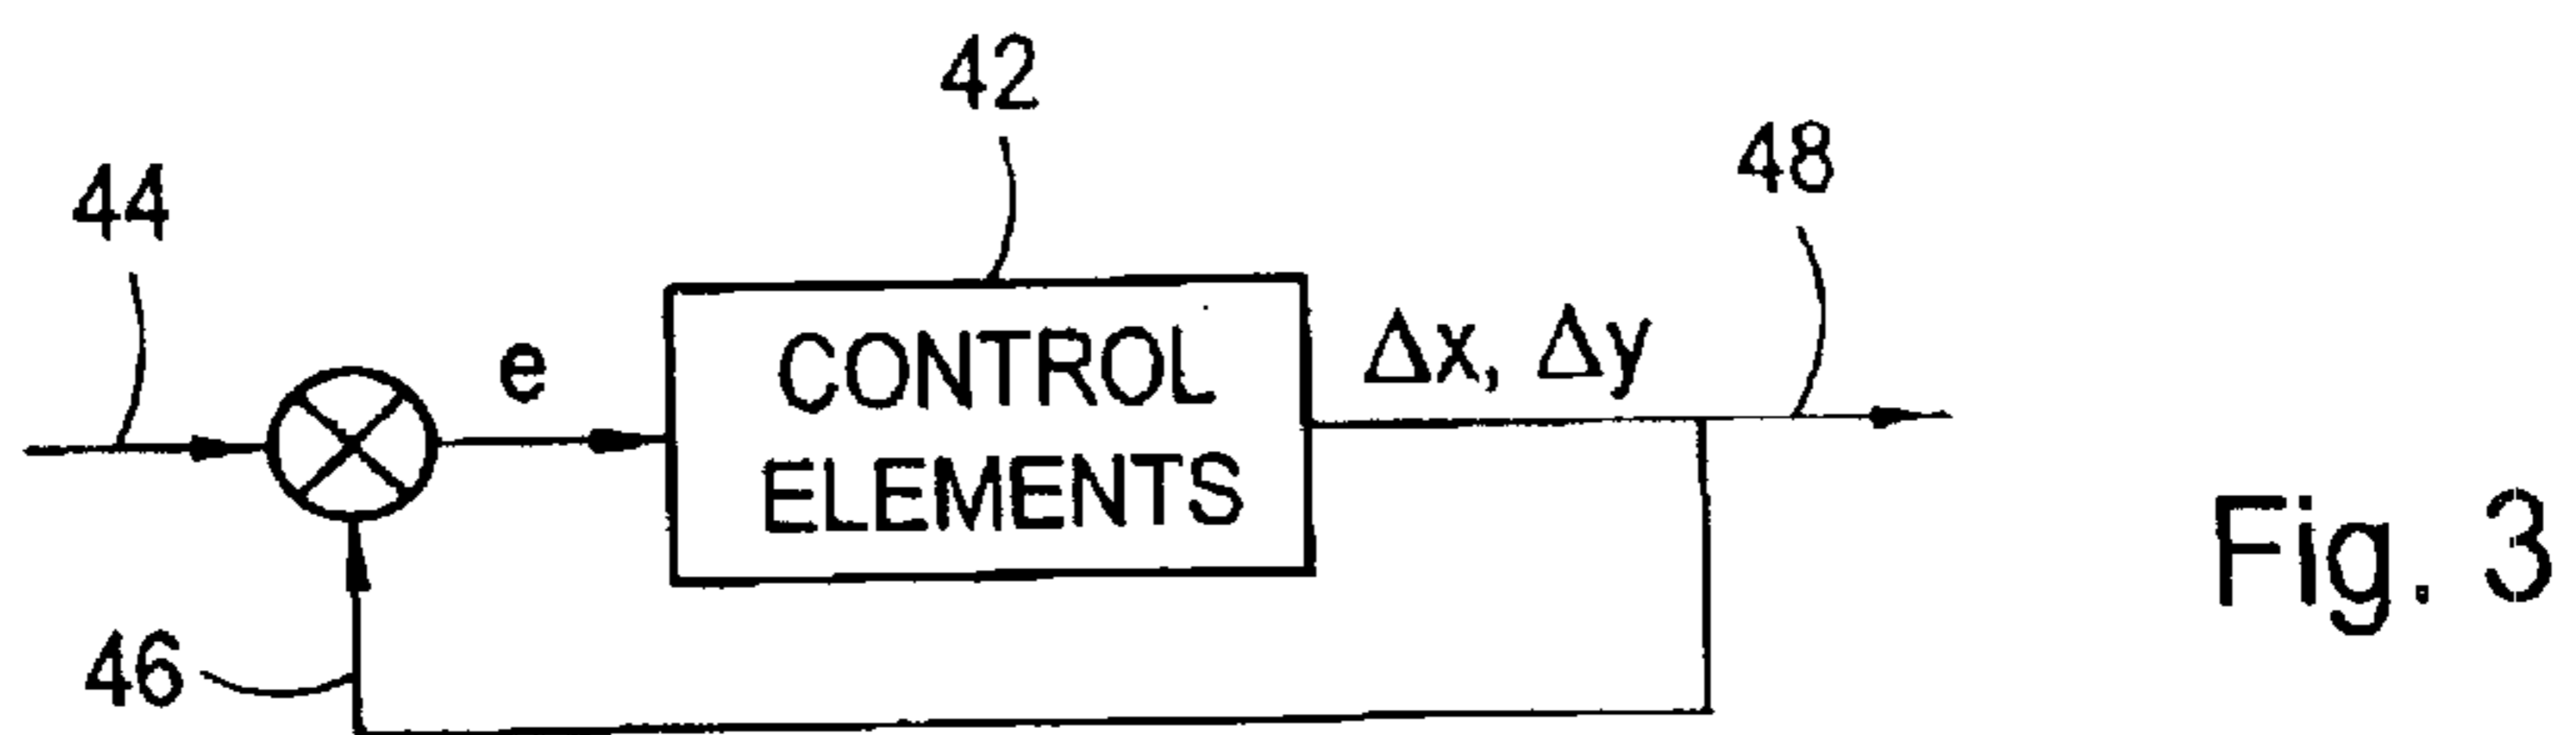 42
48
44
e
CONTROL
ELEMENTS
Δx, Δy
46
Fig. 3